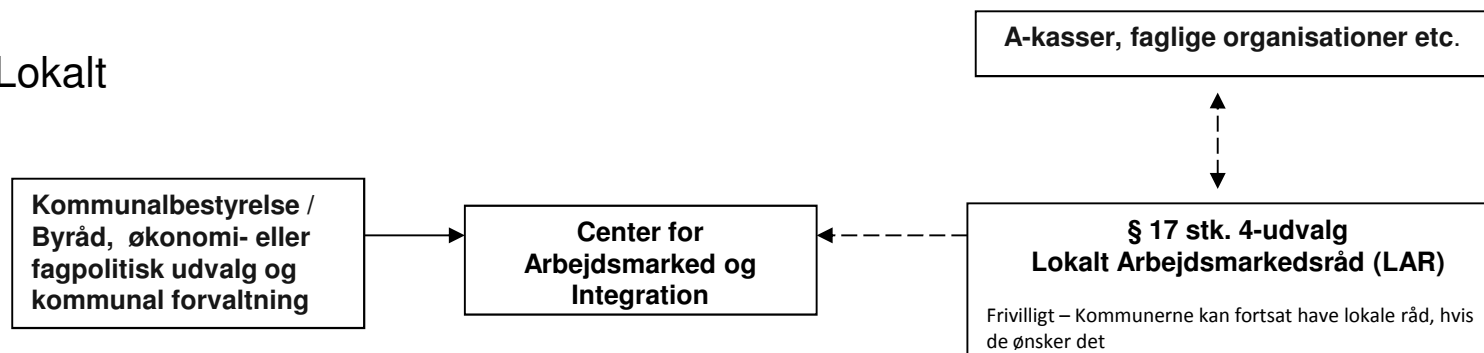 A-kasser, faglige organisationer etc.
Lokalt
Kommunalbestyrelse /
Byråd, økonomi- eller
fagpolitisk udvalg og
kommunal forvaltning
Center for
Arbejdsmarked og
Integration
§ 17 stk. 4-udvalg
Lokalt Arbejdsmarkedsråd (LAR)
Frivilligt – Kommunerne kan fortsat have lokale råd, hvis
de ønsker det